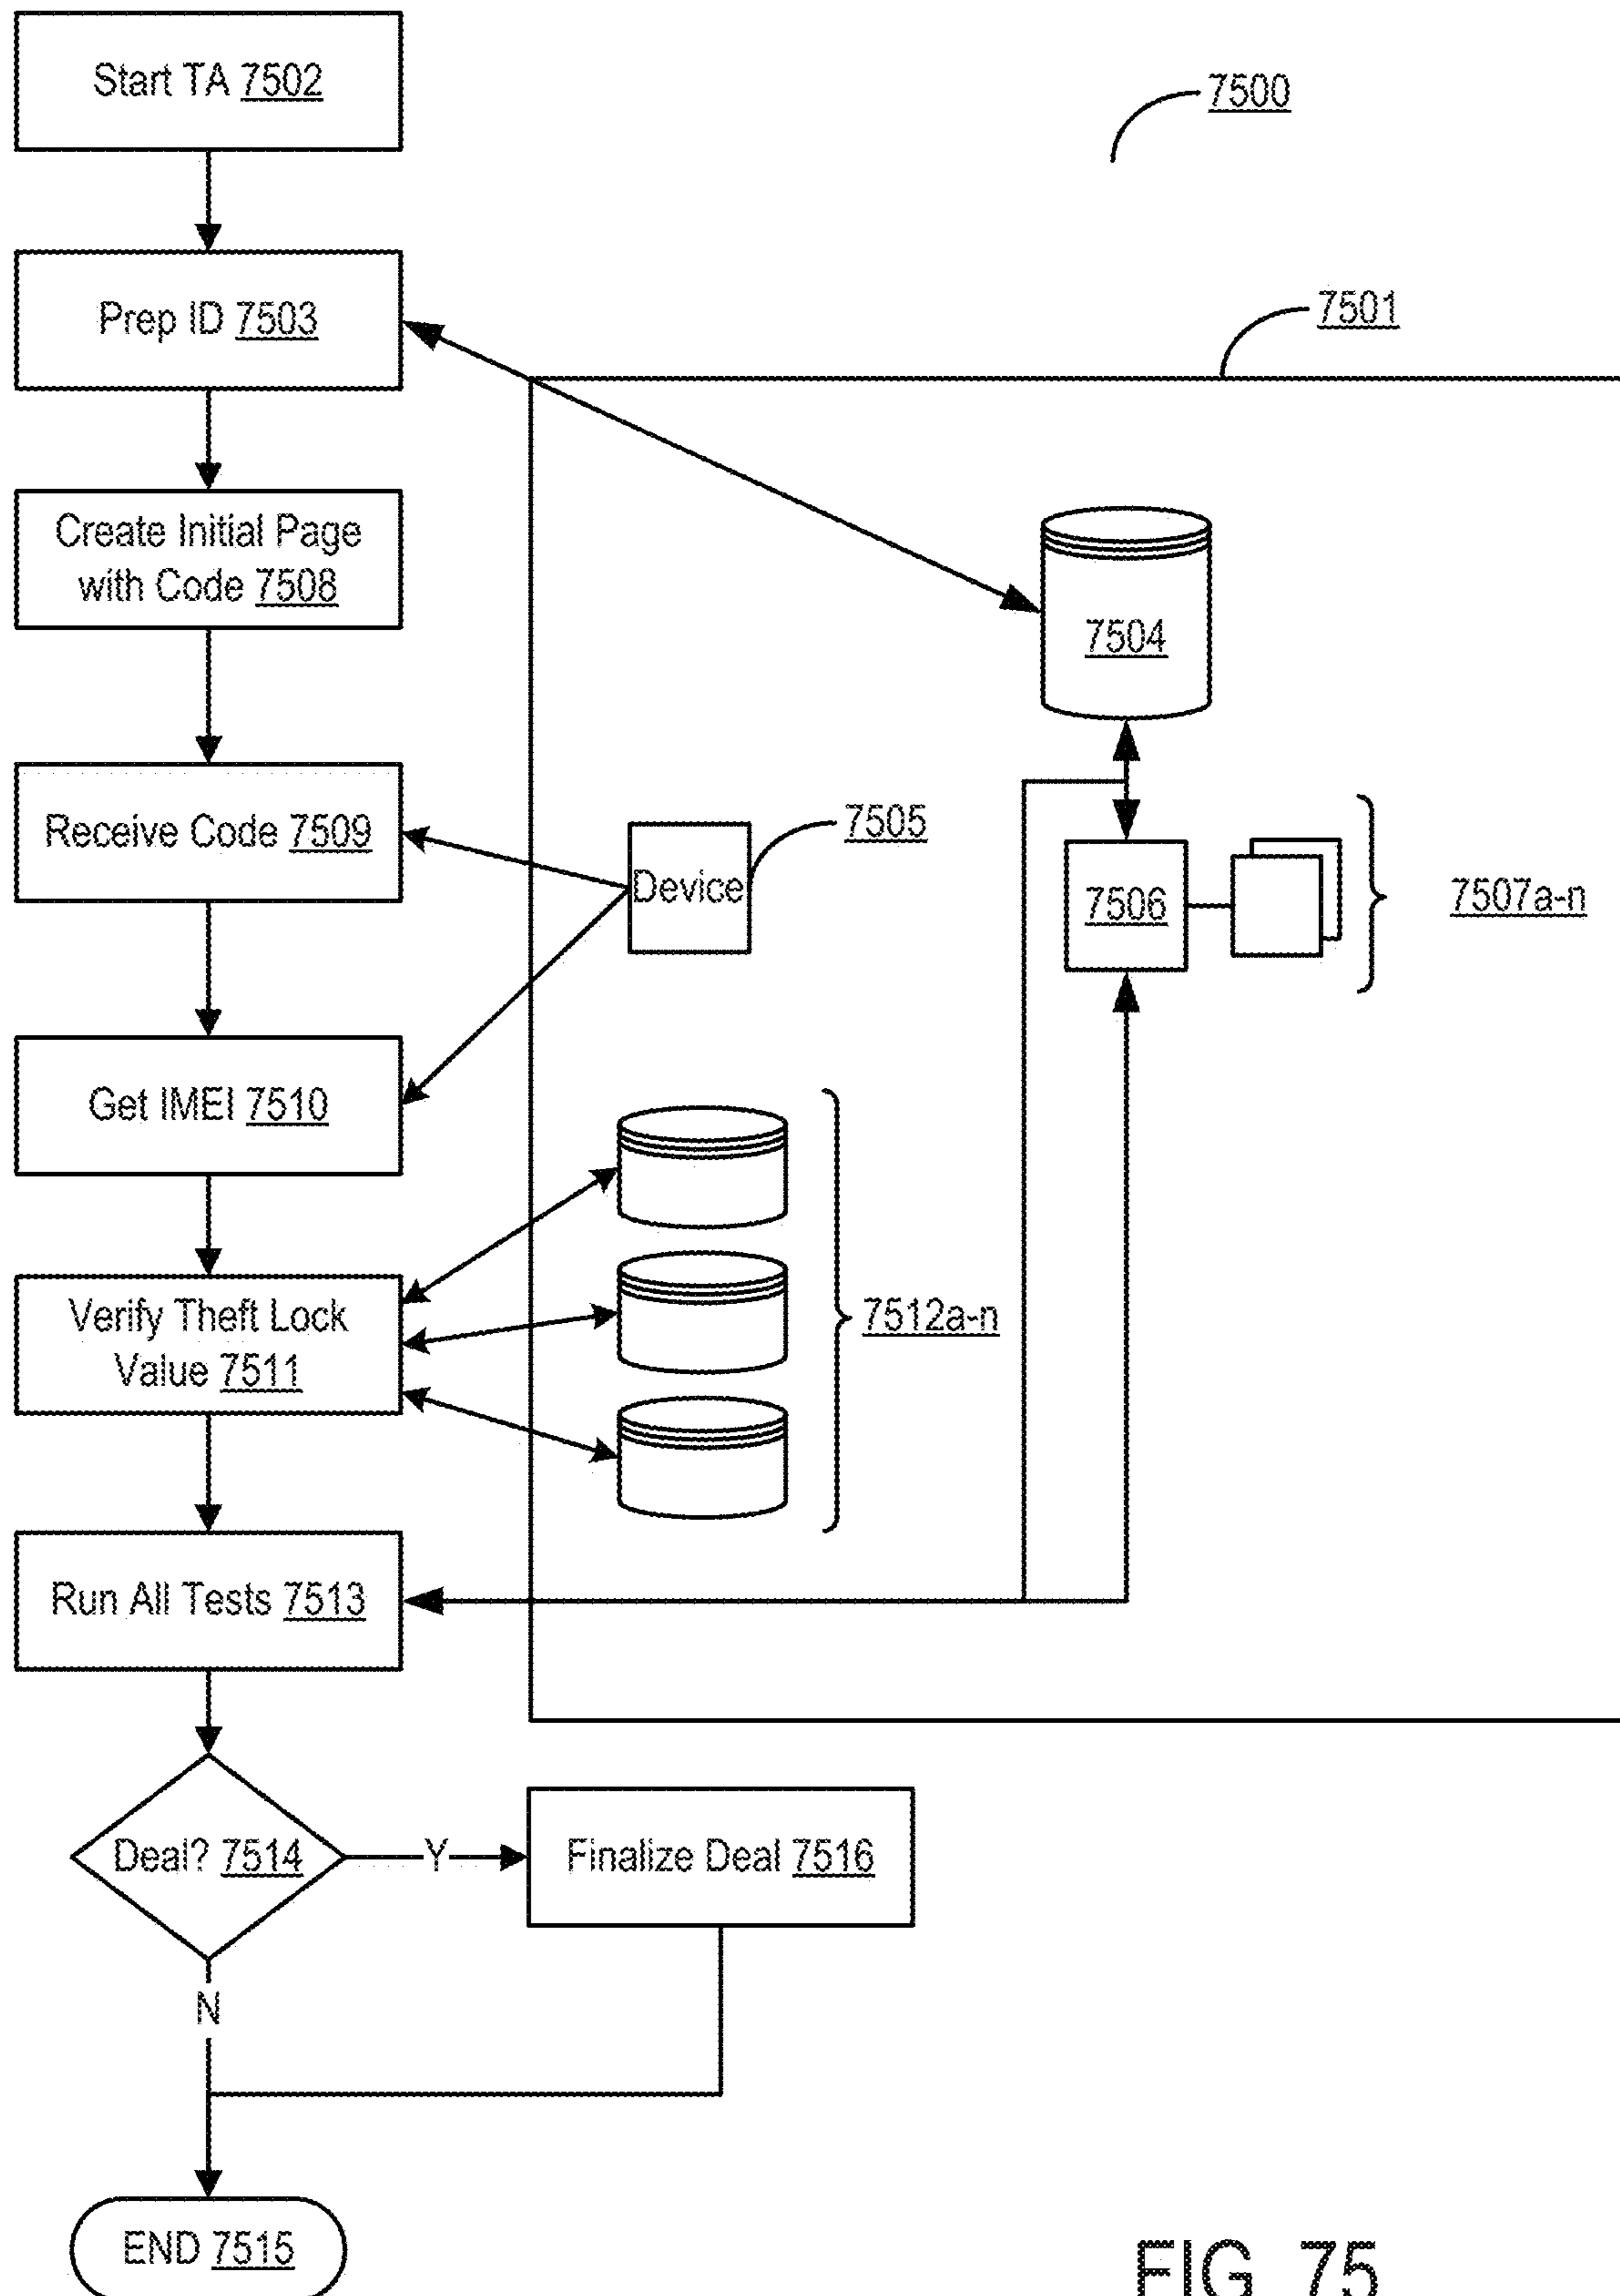 Start TA 7502
7500
Prep ID 7503
7501
Create Initial Page
with Code 7508
7504
Receive Code 7509
Device
7505
7506
7507a-n
Get IMEI 7510
Verify Theft Lock
Value 7511
7512a-n
Run All Tests 7513
Deal? 7514
Y
Finalize Deal 7516
N
END 7515
FIG. 75